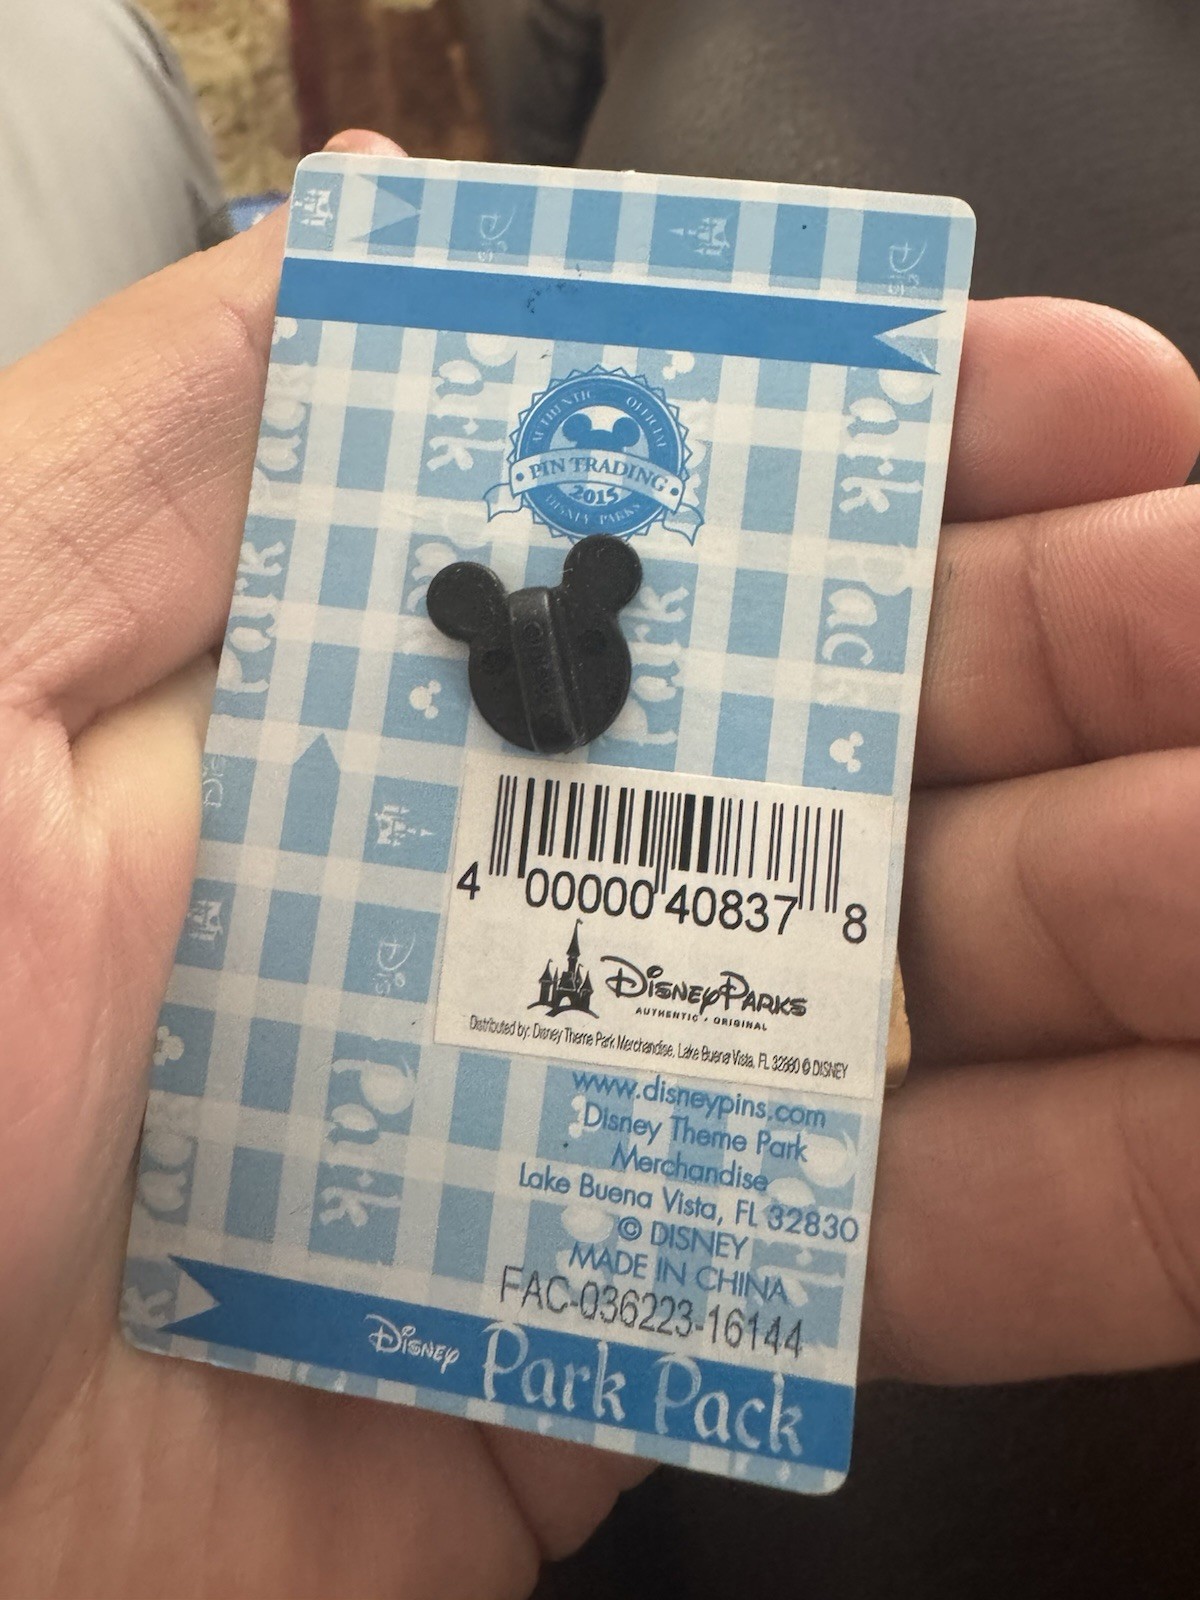 AUTHENTIC OFFICIAL
PIN TRADING
2015
DISNEY PARKS
4 00000 40837 8
Disney Parks
AUTHENTIC • ORIGINAL
Distributed by: Disney Theme Park Merchandise, Lake Buena Vista, FL 32830 © DISNEY
www.disneypins.com
Disney Theme Park
Merchandise
Lake Buena Vista, FL 32830
© DISNEY
MADE IN CHINA
FAC-036223-16144
Disney Park Pack